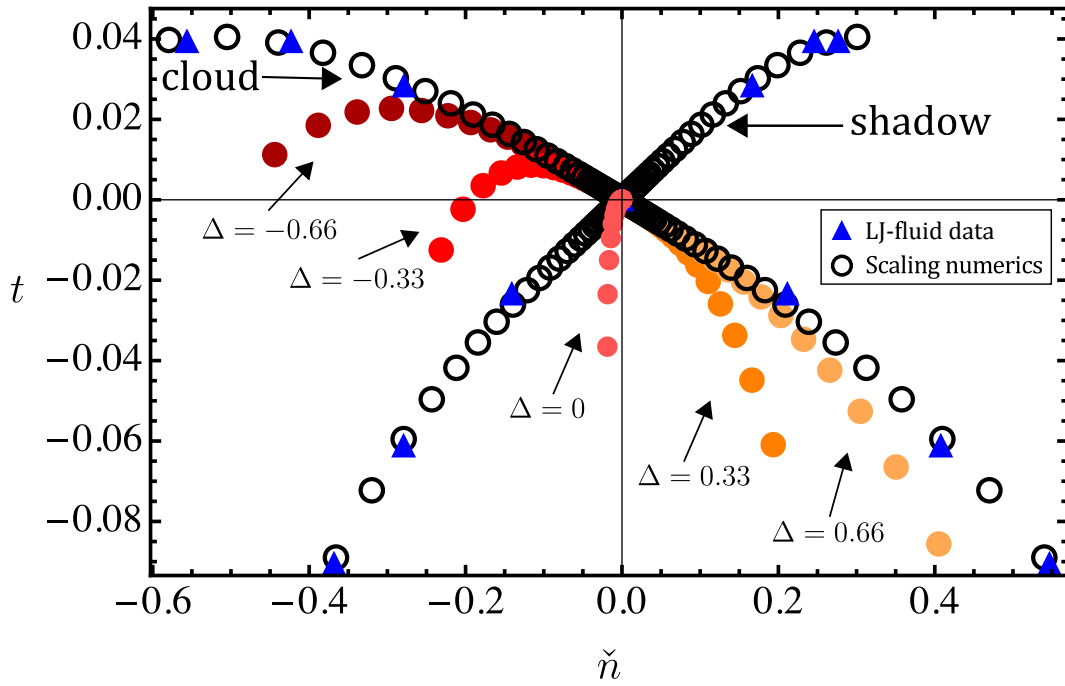 0.04
0.02
0.00
−0.02
−0.04
−0.06
−0.08
t
cloud
shadow
Δ = −0.66
Δ = −0.33
Δ = 0
Δ = 0.33
Δ = 0.66
LJ-fluid data
Scaling numerics
−0.6 −0.4 −0.2 0.0 0.2 0.4
ň